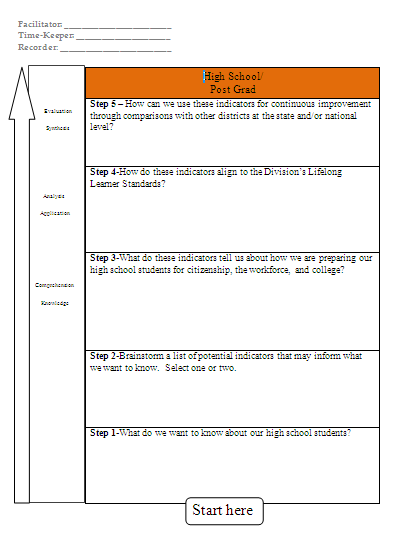 Facilitator:
Time-Keeper:
Recorder:
High School/
Post Grad
Evaluation
Synthesis
Step 5 – How can we use these indicators for continuous improvement
through comparisons with other districts at the state and/or national
level?
Analysis
Application
Step 4-How do these indicators align to the Division's Lifelong
Learner Standards?
Comprehension
Knowledge
Step 3-What do these indicators tell us about how we are preparing our
high school students for citizenship, the workforce, and college?
Step 2-Brainstorm a list of potential indicators that may inform what
we want to know. Select one or two.
Step 1-What do we want to know about our high school students?
Start here